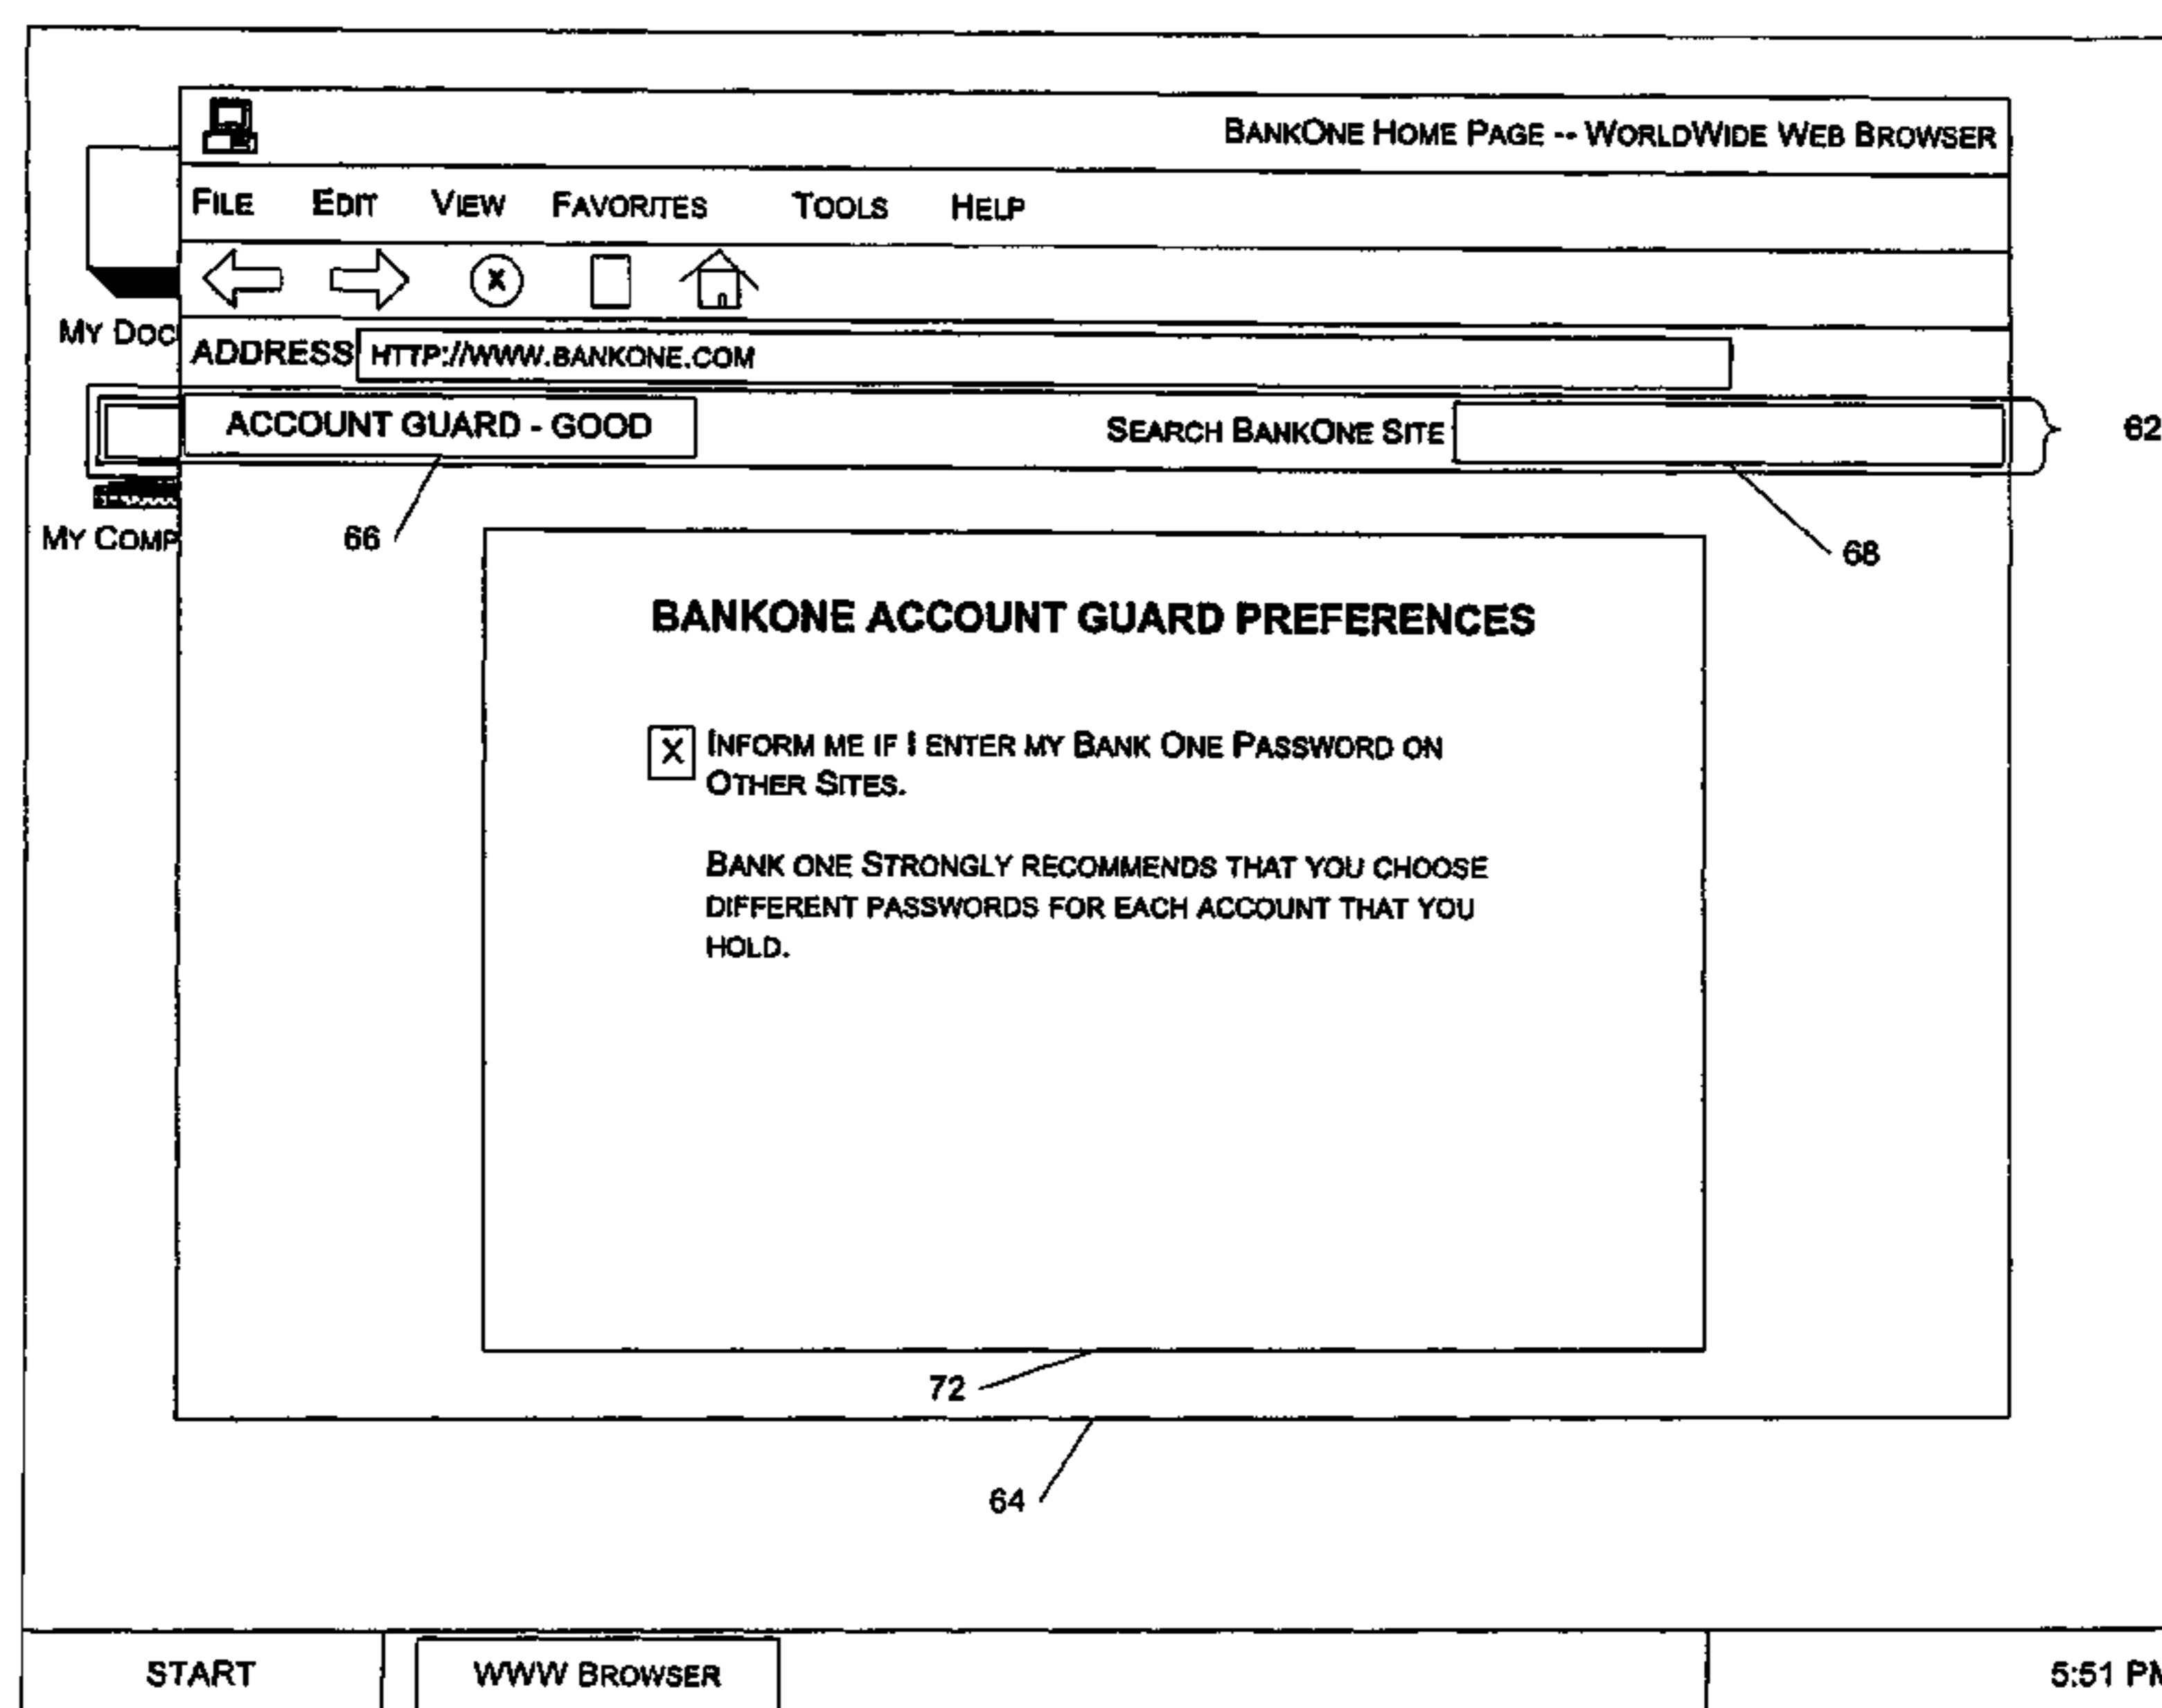 BANKONE HOME PAGE -- WORLDWIDE WEB BROWSER
FILE EDIT VIEW FAVORITES TOOLS HELP
X
MY DOC
ADDRESS HTTP://WWW.BANKONE.COM
ACCOUNT GUARD - GOOD SEARCH BANKONE SITE 62
MY COMP 66 68
BANKONE ACCOUNT GUARD PREFERENCES
X INFORM ME IF I ENTER MY BANK ONE PASSWORD ON
OTHER SITES.
BANK ONE STRONGLY RECOMMENDS THAT YOU CHOOSE
DIFFERENT PASSWORDS FOR EACH ACCOUNT THAT YOU
HOLD.
72
64
START WWW BROWSER 5:51 PM